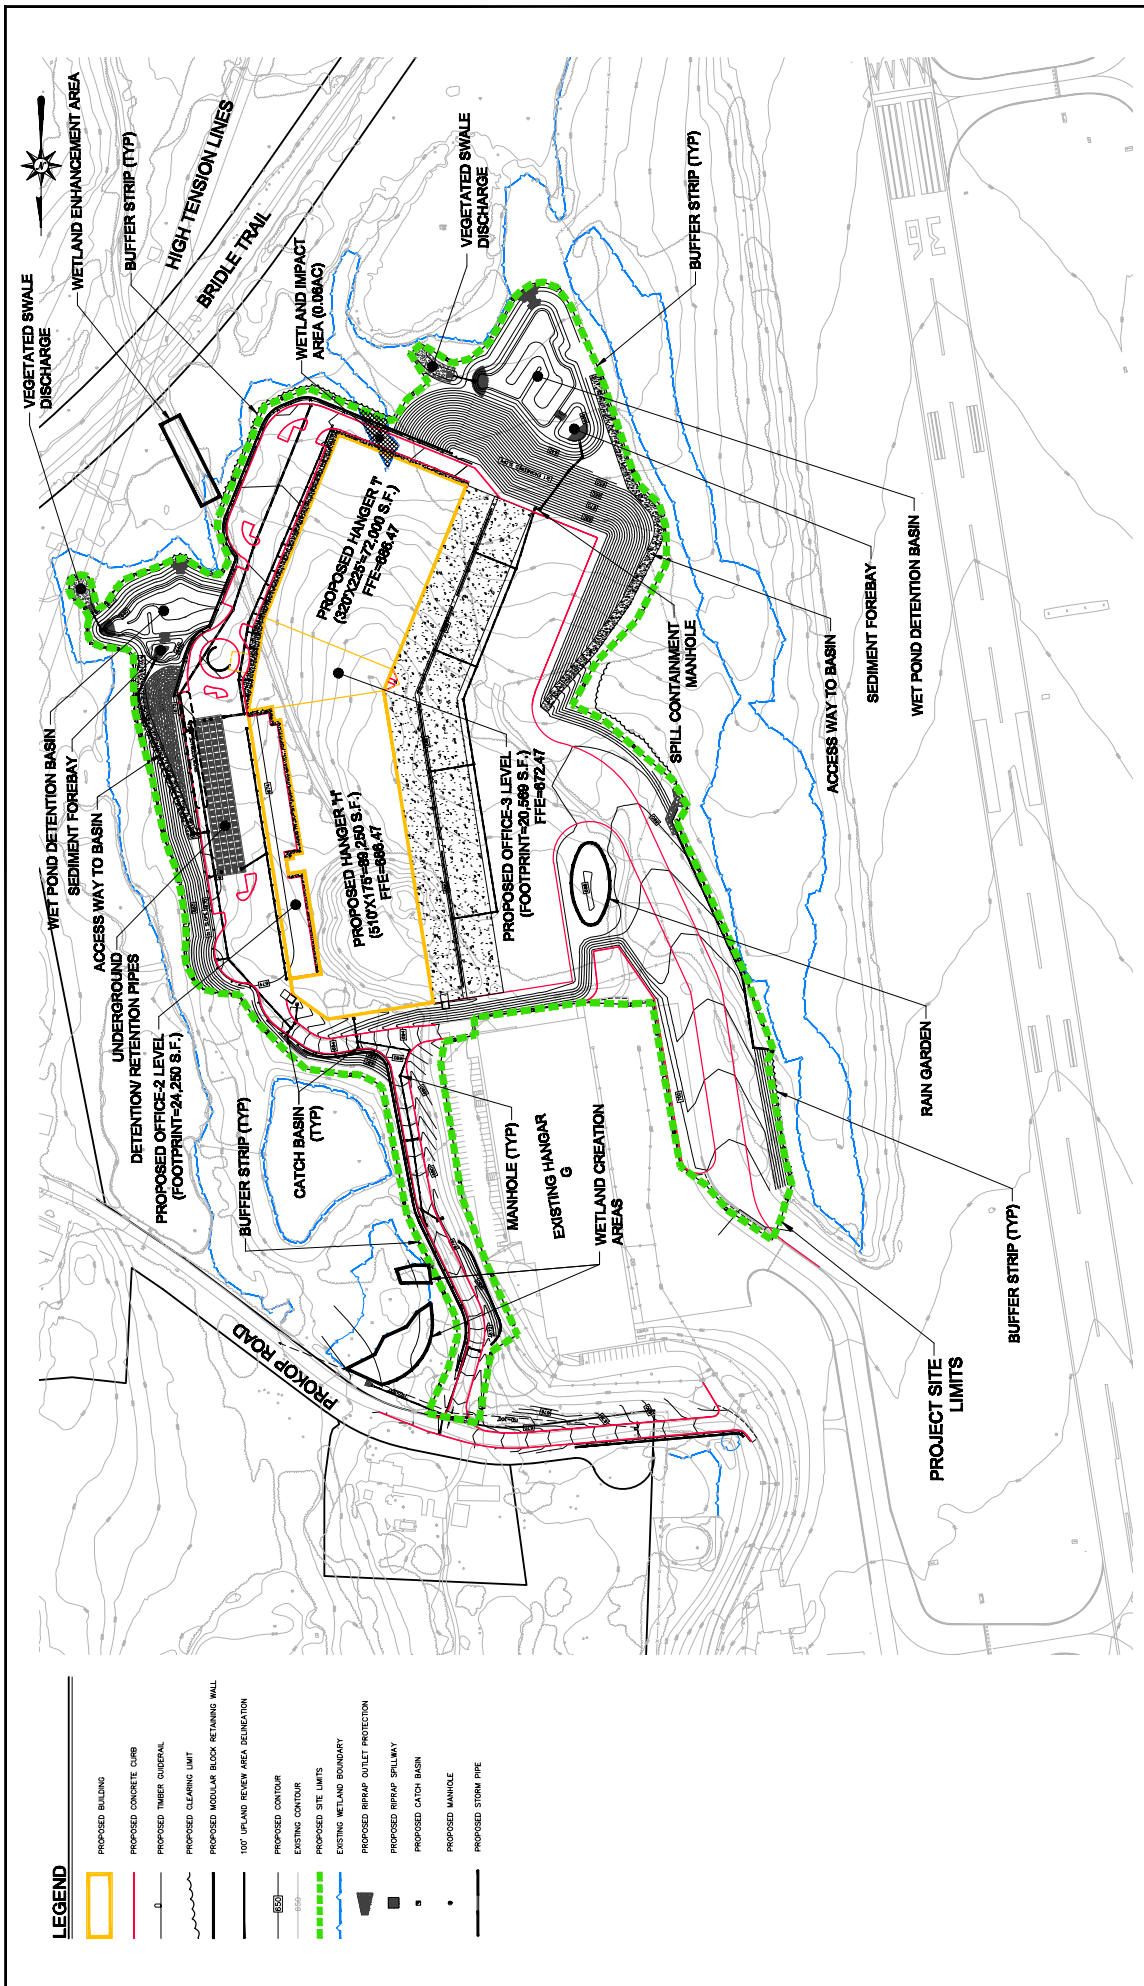 VEGETATED SWALE
DISCHARGE
WETLAND ENHANCEMENT AREA
BUFFER STRIP (TYP)
HIGH TENSION LINES
BRIDLE TRAIL
WETLAND IMPACT
AREA (0.06AC)
VEGETATED SWALE
DISCHARGE
BUFFER STRIP (TYP)
N
WET POND DETENTION BASIN
SEDIMENT FOREBAY
ACCESS WAY TO BASIN
UNDERGROUND
DETENTION/ RETENTION PIPES
PROPOSED OFFICE-2 LEVEL
(FOOTPRINT=24,250 S.F.)
PROPOSED HANGER 'I'
(320'X225'=72,000 S.F.)
FFE=686.47
PROPOSED HANGER 'H'
(510'X175'=89,250 S.F.)
FFE=686.47
PROPOSED OFFICE-3 LEVEL
(FOOTPRINT=20,569 S.F.)
FFE=672.47
SPILL CONTAINMENT
MANHOLE
ACCESS WAY TO BASIN
SEDIMENT FOREBAY
WET POND DETENTION BASIN
BUFFER STRIP (TYP)
CATCH BASIN
(TYP)
MANHOLE (TYP)
EXISTING HANGAR
G
WETLAND CREATION
AREAS
RAIN GARDEN
BUFFER STRIP (TYP)
PROJECT SITE
LIMITS
PROKOP ROAD
LEGEND
PROPOSED BUILDING
PROPOSED CONCRETE CURB
PROPOSED TIMBER GUIDERAIL
PROPOSED CLEARING LIMIT
PROPOSED MODULAR BLOCK RETAINING WALL
100' UPLAND REVIEW AREA DELINEATION
650 PROPOSED CONTOUR
650 EXISTING CONTOUR
PROPOSED SITE LIMITS
EXISTING WETLAND BOUNDARY
PROPOSED RIPRAP OUTLET PROTECTION
PROPOSED RIPRAP SPILLWAY
PROPOSED CATCH BASIN
PROPOSED MANHOLE
PROPOSED STORM PIPE